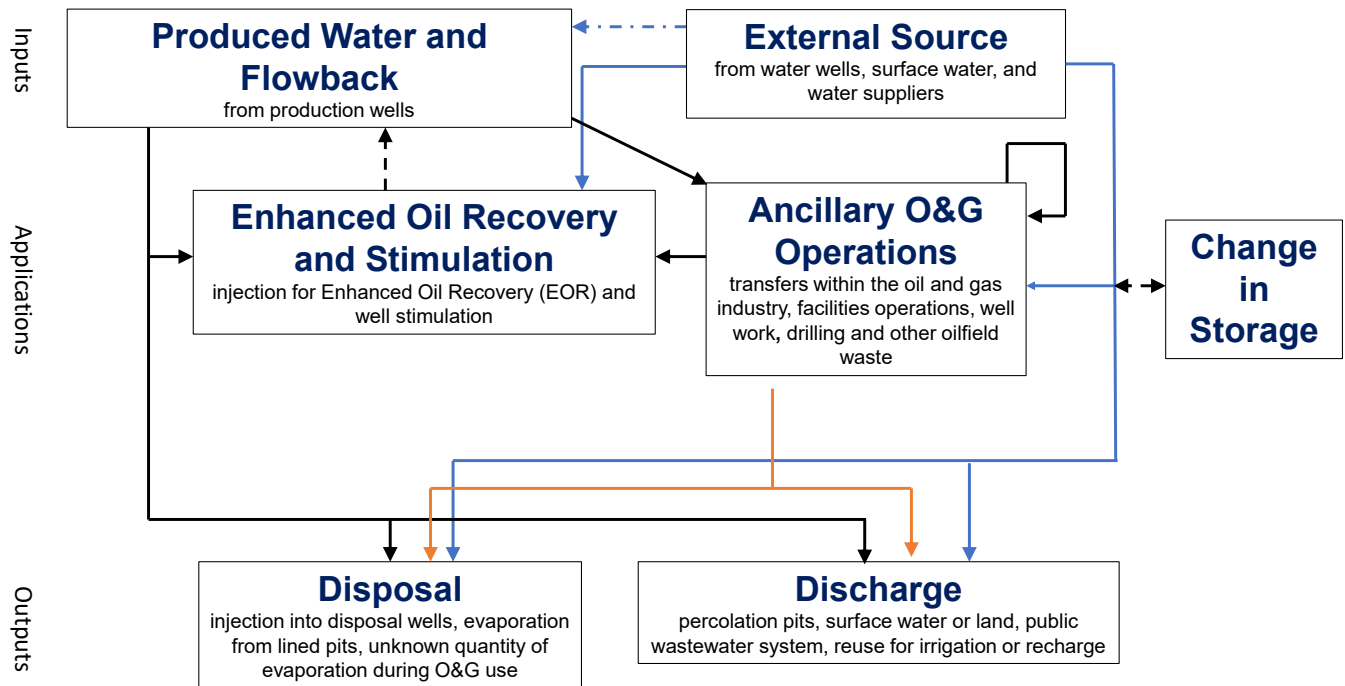 Inputs
Produced Water and
Flowback
from production wells
External Source
from water wells, surface water, and
water suppliers
Applications
Enhanced Oil Recovery
and Stimulation
injection for Enhanced Oil Recovery (EOR) and
well stimulation
Ancillary O&G
Operations
transfers within the oil and gas
industry, facilities operations, well
work, drilling and other oilfield
waste
Change
in
Storage
Outputs
Disposal
injection into disposal wells, evaporation
from lined pits, unknown quantity of
evaporation during O&G use
Discharge
percolation pits, surface water or land, public
wastewater system, reuse for irrigation or recharge